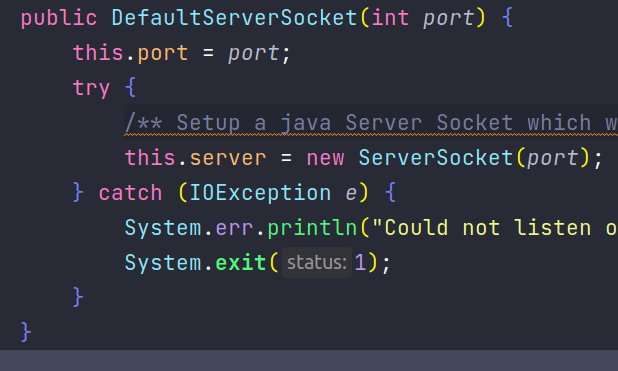 public DefaultServerSocket(int port) {
this.port = port;
try {
/** Setup a java Server Socket which w
this.server = new ServerSocket(port);
} catch (IOException e) {
System.err.println("Could not listen o
System.exit(status: 1);
}
}